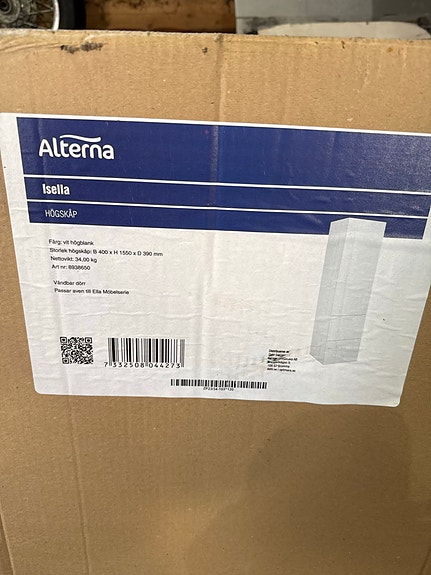 Alterna
Isella
HÖGSKÅP
Färg: vit högblank
Storlek högskåp: B 400 x H 1550 x D 390 mm
Nettovikt: 34,00 kg
Art nr: 8938650
Vändbar dörr
Passar även till Ella Möbelserie
7 332508 044273